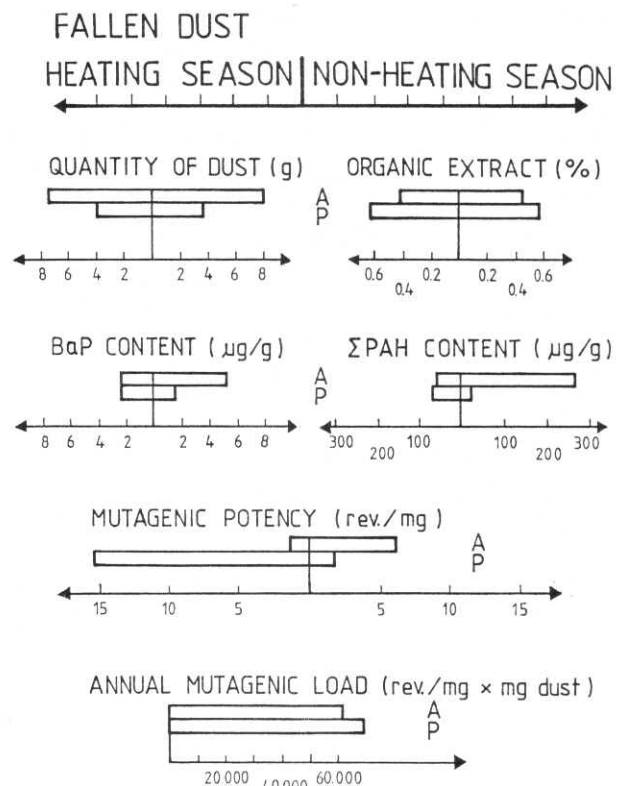 FALLEN DUST
HEATING SEASON NON-HEATING SEASON
QUANTITY OF DUST (g)
A
P
8 6 4 2 2 4 6 8
ORGANIC EXTRACT (%)
0.6 0.4 0.2 0.2 0.4 0.6
BaP CONTENT (µg/g)
A
P
8 6 4 2 2 4 6 8
ΣPAH CONTENT (µg/g)
300 200 100 100 200 300
MUTAGENIC POTENCY (rev./mg)
A
P
15 10 5 5 10 15
ANNUAL MUTAGENIC LOAD (rev./mg × mg dust)
A
P
20.000 40.000 60.000